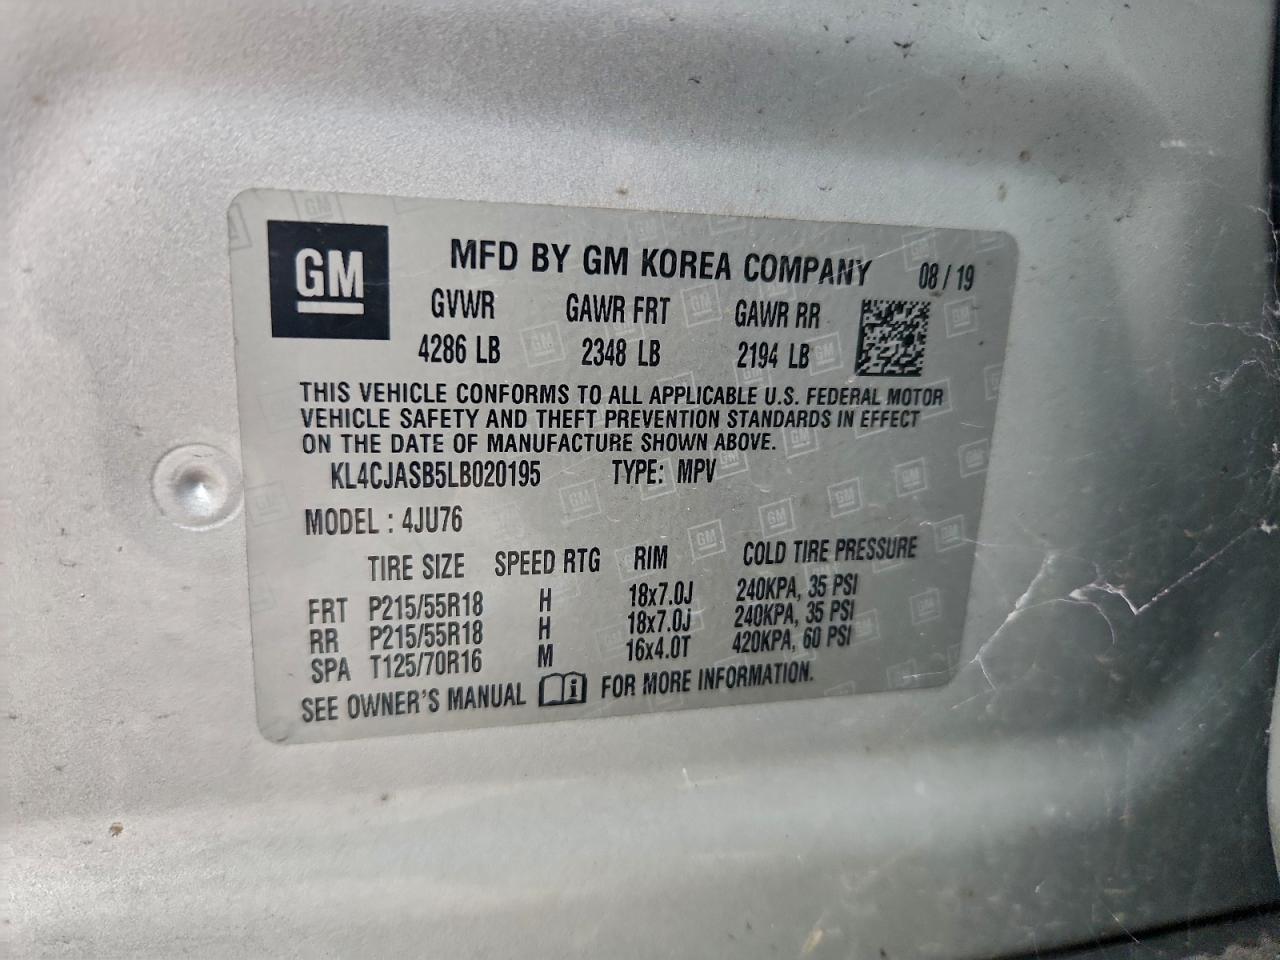 GM
MFD BY GM KOREA COMPANY 08 / 19
GVWR GAWR FRT GAWR RR
4286 LB 2348 LB 2194 LB
THIS VEHICLE CONFORMS TO ALL APPLICABLE U.S. FEDERAL MOTOR
VEHICLE SAFETY AND THEFT PREVENTION STANDARDS IN EFFECT
ON THE DATE OF MANUFACTURE SHOWN ABOVE.
KL4CJASB5LB020195 TYPE: MPV
MODEL : 4JU76
TIRE SIZE SPEED RTG RIM COLD TIRE PRESSURE
FRT P215/55R18 H 18x7.0J 240KPA, 35 PSI
RR P215/55R18 H 18x7.0J 240KPA, 35 PSI
SPA T125/70R16 M 16x4.0T 420KPA, 60 PSI
SEE OWNER'S MANUAL FOR MORE INFORMATION.